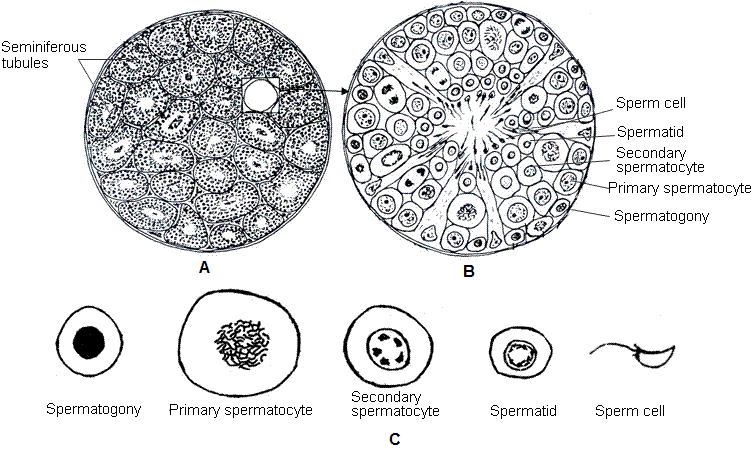 Seminiferous
tubules
Sperm cell
Spermatid
Secondary
spermatocyte
Primary spermatocyte
Spermatogony
A
B
Spermatogony
Primary spermatocyte
Secondary
spermatocyte
Spermatid
Sperm cell
C